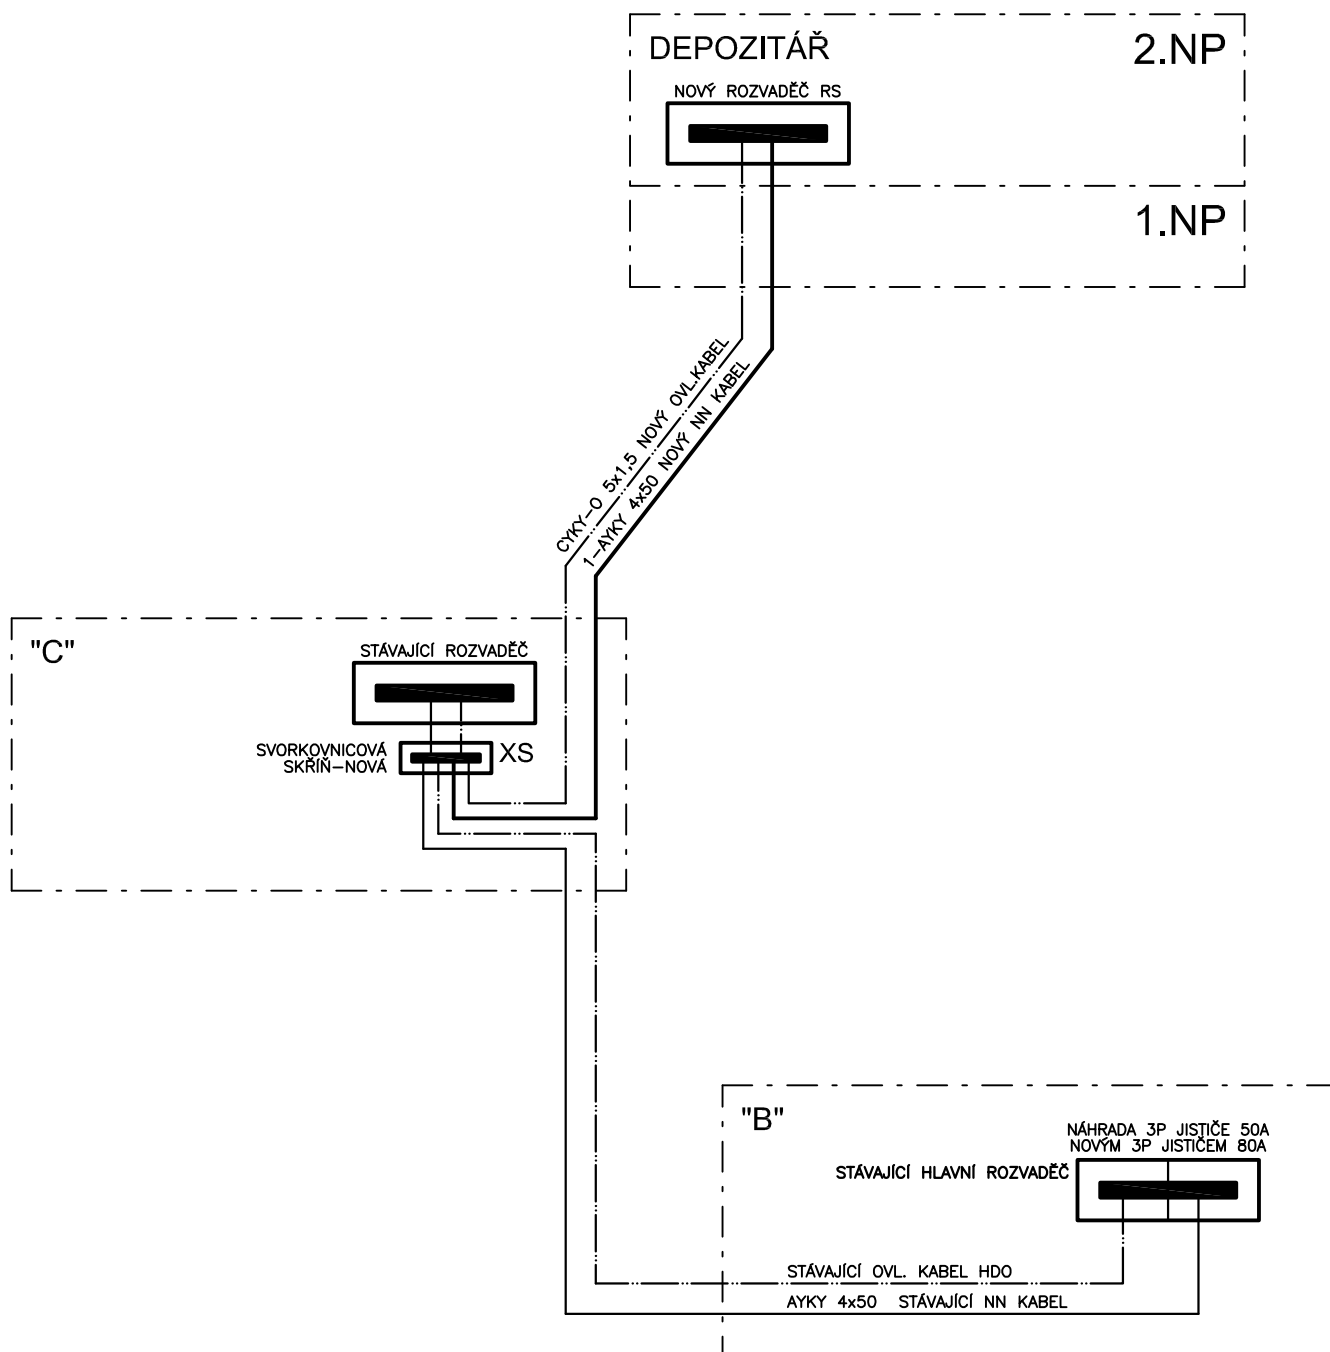 DEPOZITÁŘ
2.NP
NOVÝ ROZVADĚČ RS
1.NP
CYKY-O 5x1,5 NOVÝ OVL.KABEL
1-AYKY 4x50 NOVÝ NN KABEL
"C"
STÁVAJÍCÍ ROZVADĚČ
SVORKOVNICOVÁ
SKŘÍŇ-NOVÁ
XS
"B"
NÁHRADA 3P JISTIČE 50A
NOVÝM 3P JISTIČEM 80A
STÁVAJÍCÍ HLAVNÍ ROZVADĚČ
STÁVAJÍCÍ OVL. KABEL HDO
AYKY 4x50 STÁVAJÍCÍ NN KABEL